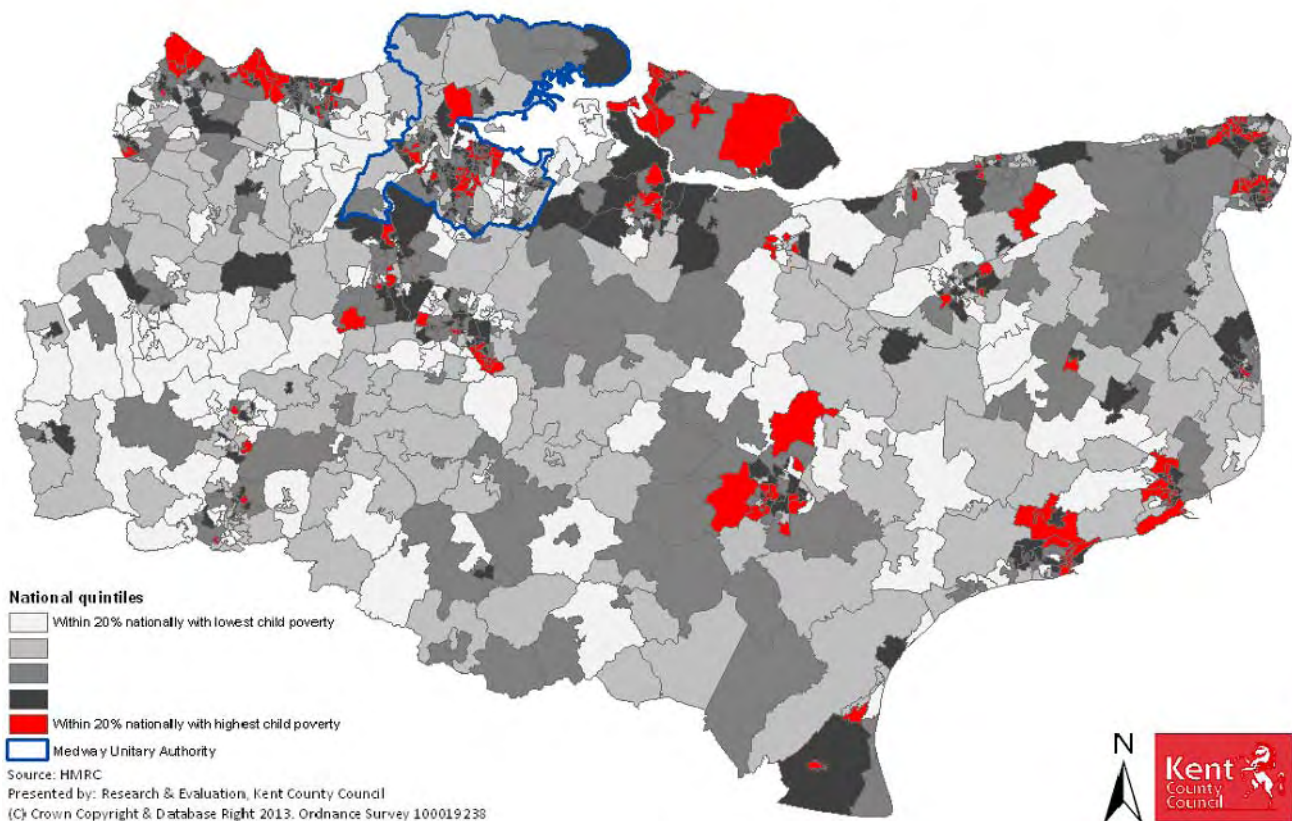 National quintiles
Within 20% nationally with lowest child poverty
Within 20% nationally with highest child poverty
Medway Unitary Authority
Source: HMRC
Presented by: Research & Evaluation, Kent County Council
(C) Crown Copyright & Database Right 2013. Ordnance Survey 100019238
N
Kent
County
Council